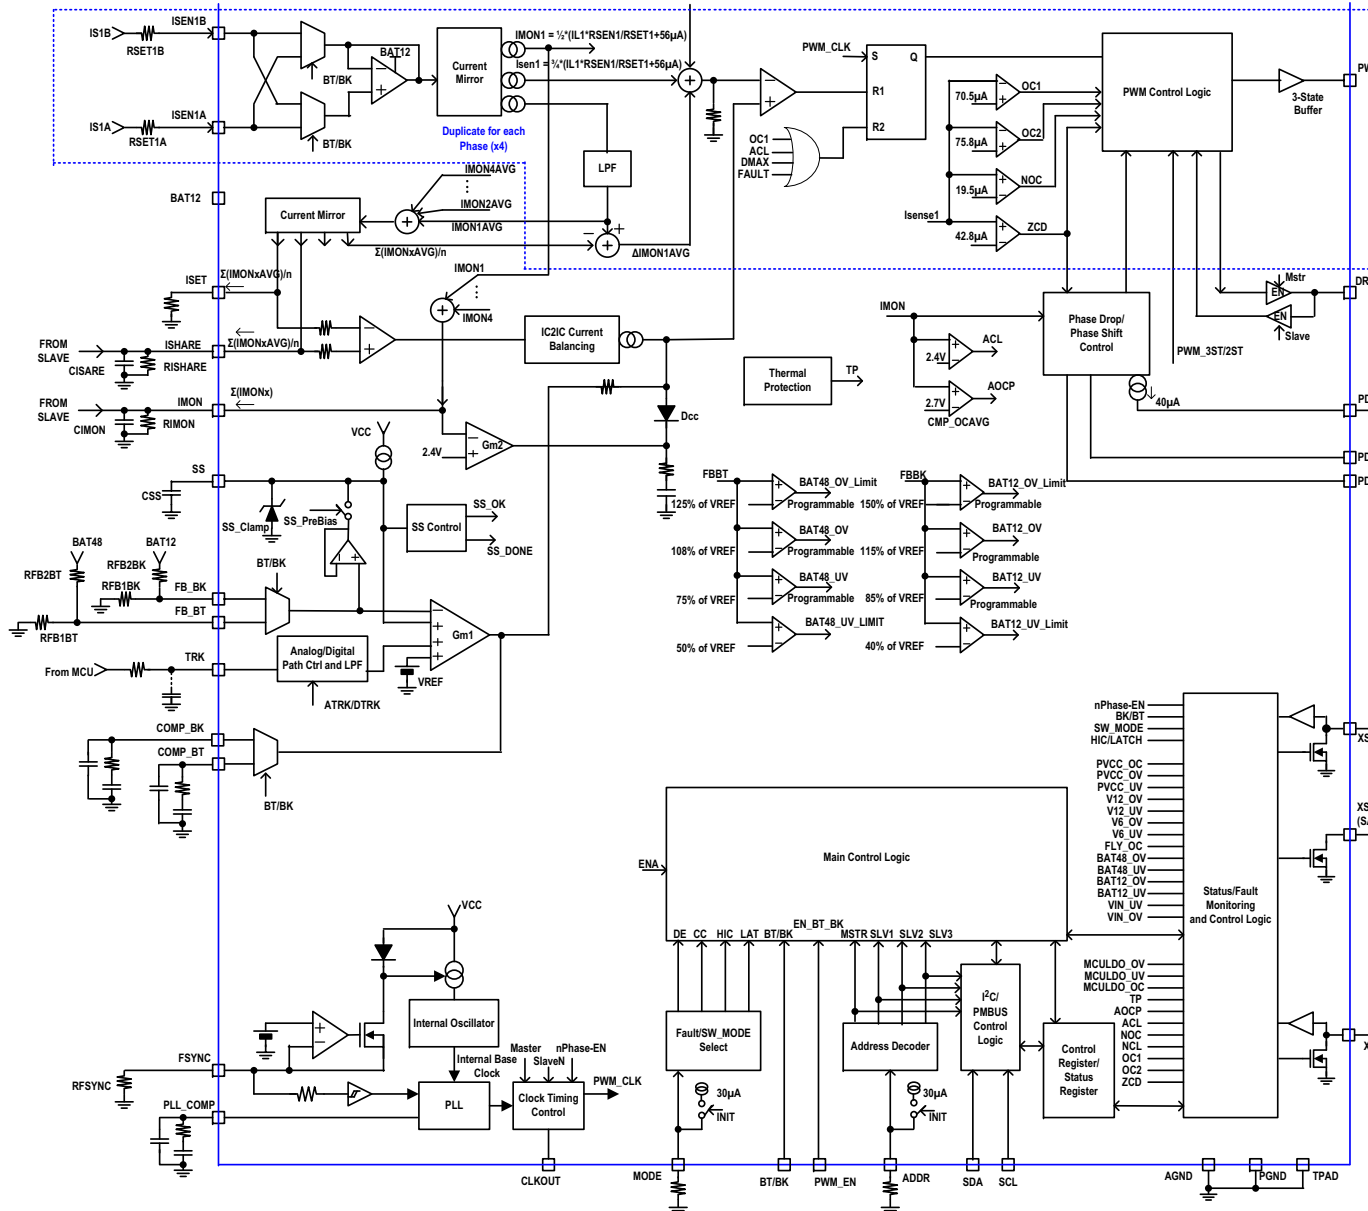 IS1B
RSET1B
ISEN1B
IS1A
RSET1A
ISEN1A
BT/BK
BT/BK
BAT12
Current
Mirror
IMON1 = ½*(IL1*RSEN1/RSET1+56µA)
Isen1 = ¾*(IL1*RSEN1/RSET1+56µA)
Duplicate for each
Phase (x4)
LPF
PWM_CLK
S
Q
R1
R2
OC1
ACL
DMAX
FAULT
70.5µA
OC1
75.8µA
OC2
19.5µA
NOC
Isense1
42.8µA
ZCD
PWM Control Logic
3-State
Buffer
PW
BAT12
Current Mirror
IMON4AVG
IMON2AVG
IMON1AVG
Σ(IMONxAVG)/n
ΔIMON1AVG
ISET
Σ(IMONxAVG)/n
IMON1
IMON4
FROM
SLAVE
CISARE
RISHARE
ISHARE
Σ(IMONxAVG)/n
IC2IC Current
Balancing
FROM
SLAVE
CIMON
RIMON
IMON
Σ(IMONx)
2.4V
Gm2
Dcc
Thermal
Protection
TP
IMON
2.4V
ACL
2.7V
AOCP
CMP_OCAVG
Phase Drop/
Phase Shift
Control
40µA
PWM_3ST/2ST
Mstr
EN
EN
Slave
DR
PD
PD
PD
SS
CSS
VCC
SS_Clamp
SS_PreBias
SS Control
SS_OK
SS_DONE
FBBT
125% of VREF
BAT48_OV_Limit
Programmable
108% of VREF
BAT48_OV
Programmable
75% of VREF
BAT48_UV
Programmable
50% of VREF
BAT48_UV_LIMIT
FBBK
150% of VREF
BAT12_OV_Limit
Programmable
115% of VREF
BAT12_OV
Programmable
85% of VREF
BAT12_UV
Programmable
40% of VREF
BAT12_UV_Limit
BAT48
BAT12
RFB2BT
RFB2BK
RFB1BK
FB_BK
FB_BT
RFB1BT
BT/BK
Gm1
VREF
From MCU
TRK
Analog/Digital
Path Ctrl and LPF
ATRK/DTRK
COMP_BK
COMP_BT
BT/BK
nPhase-EN
BK/BT
SW_MODE
HIC/LATCH
PVCC_OC
PVCC_OV
PVCC_UV
V12_OV
V12_UV
V6_OV
V6_UV
FLY_OC
BAT48_OV
BAT48_UV
BAT12_OV
BAT12_UV
VIN_UV
VIN_OV
MCULDO_OV
MCULDO_UV
MCULDO_OC
TP
AOCP
ACL
NOC
NCL
OC1
OC2
ZCD
Status/Fault
Monitoring
and Control Logic
XS
XS
(SA
X
ENA
Main Control Logic
DE CC HIC LAT BT/BK EN_BT_BK MSTR SLV1 SLV2 SLV3
VCC
Internal Oscillator
Internal Base
Clock
FSYNC
RFSYNC
PLL_COMP
PLL
Master
SlaveN
nPhase-EN
Clock Timing
Control
PWM_CLK
CLKOUT
Fault/SW_MODE
Select
30µA
INIT
Address Decoder
30µA
INIT
I²C/
PMBUS
Control
Logic
Control
Register/
Status
Register
MODE
BT/BK
PWM_EN
ADDR
SDA
SCL
AGND
PGND
TPAD